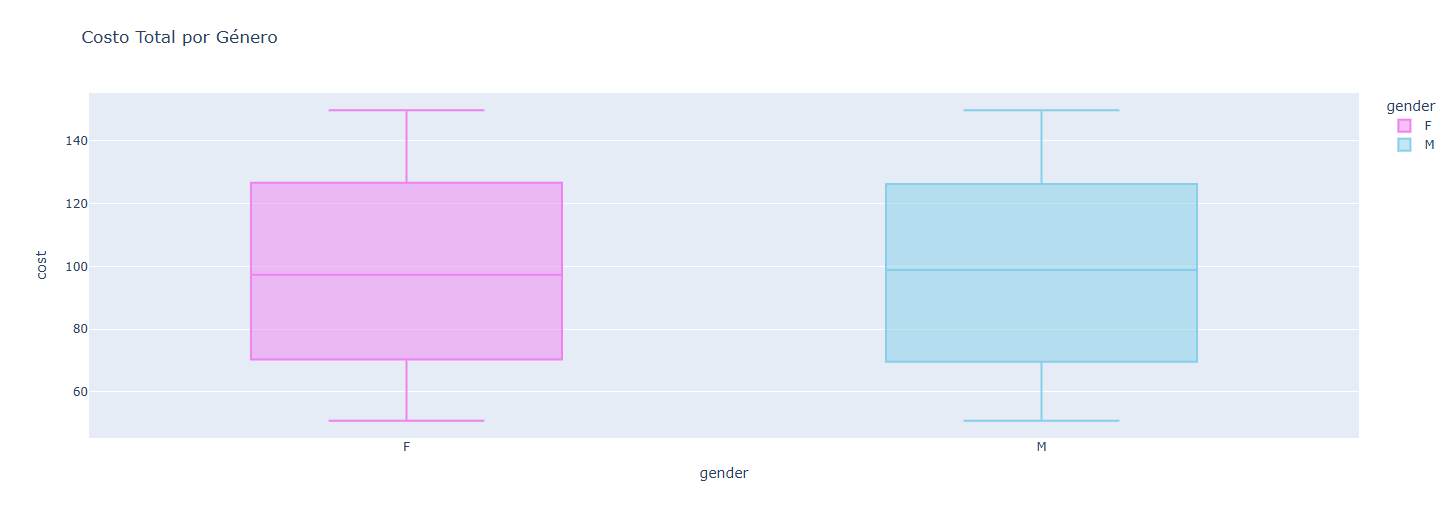 Costo Total por Género
gender
F
M
cost
140
120
100
80
60
F
M
gender